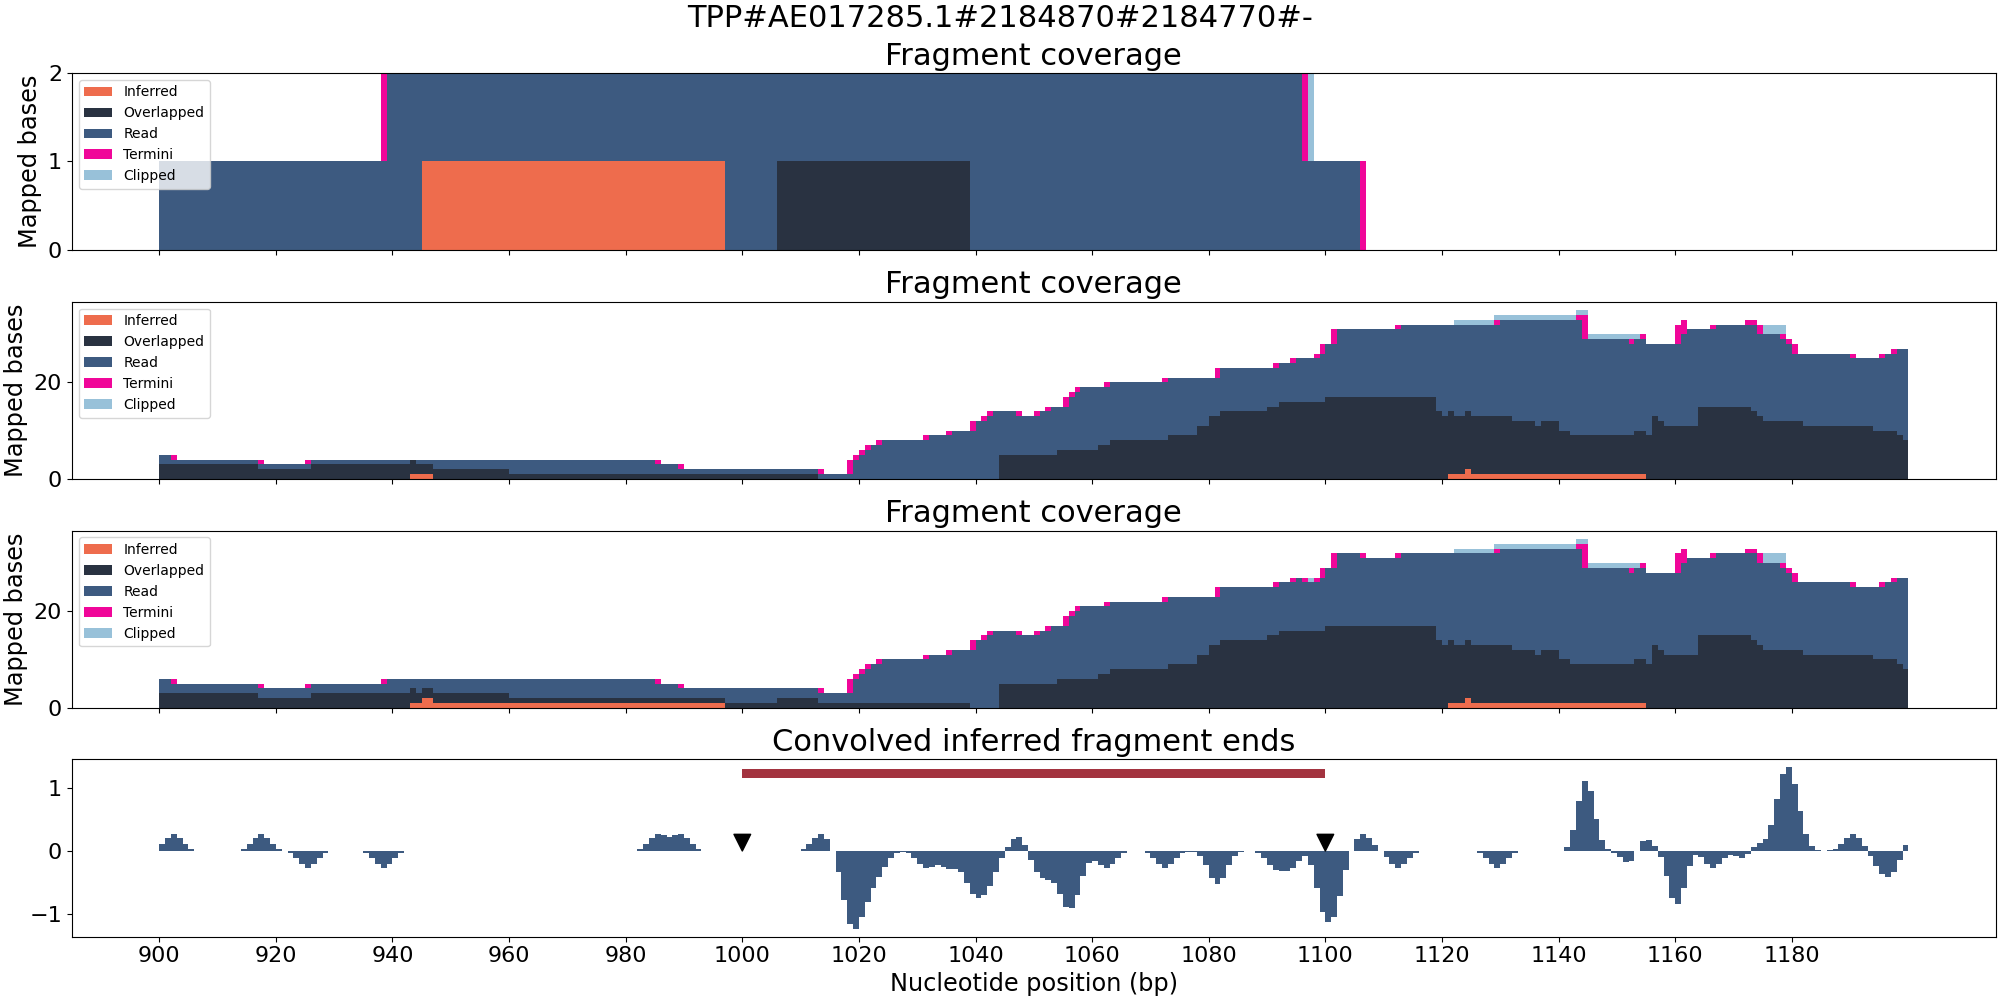 TPP#AE017285.1#2184870#2184770#-
Fragment coverage
Mapped bases
2
1
0
Inferred
Overlapped
Read
Termini
Clipped
Fragment coverage
Mapped bases
20
0
Inferred
Overlapped
Read
Termini
Clipped
Fragment coverage
Mapped bases
20
0
Inferred
Overlapped
Read
Termini
Clipped
Convolved inferred fragment ends
1
0
−1
900 920 940 960 980 1000 1020 1040 1060 1080 1100 1120 1140 1160 1180
Nucleotide position (bp)